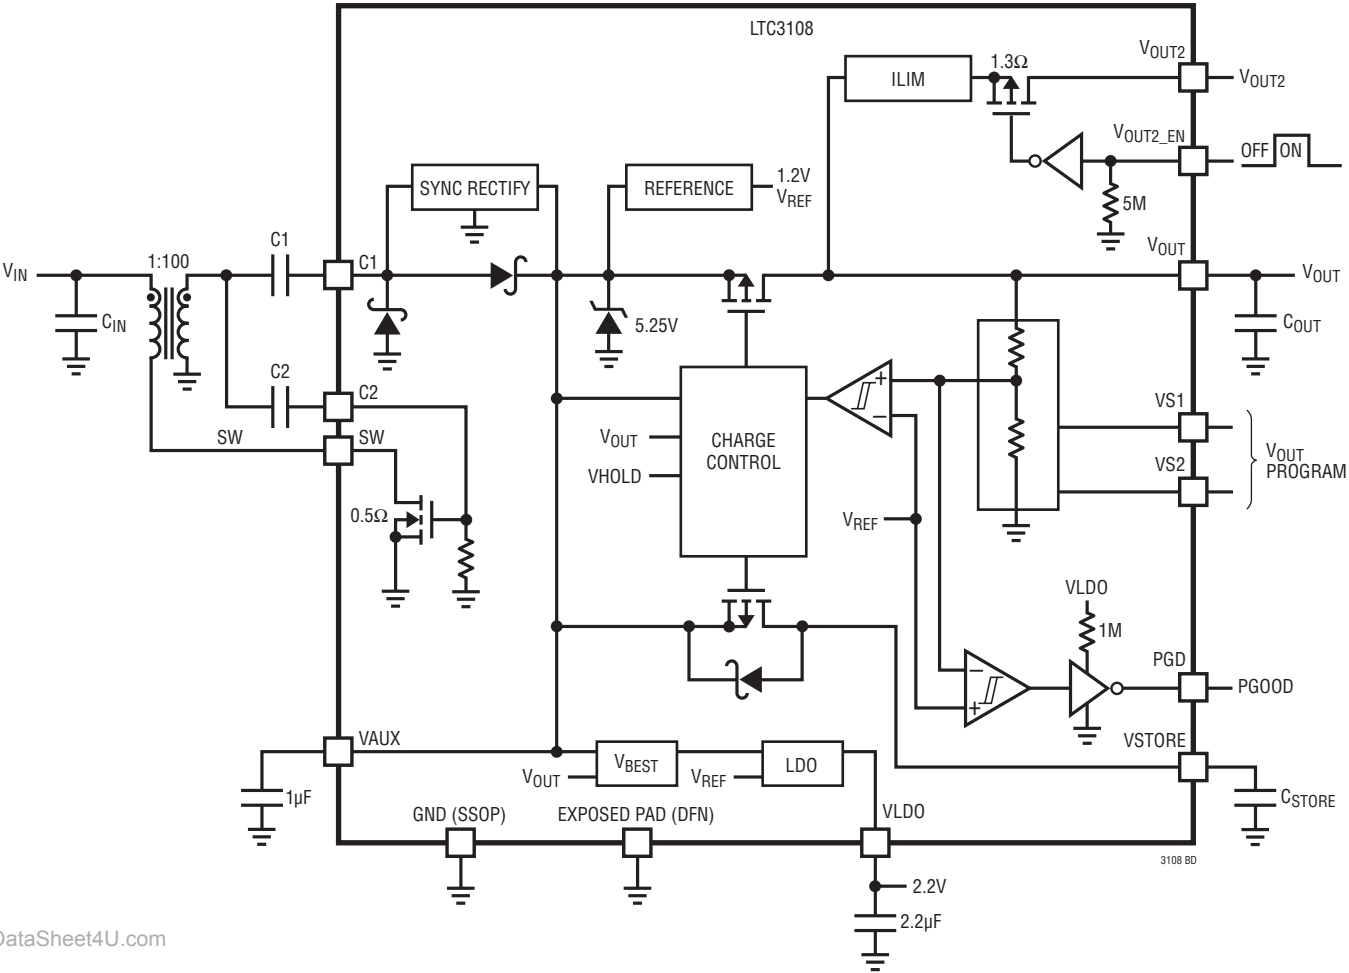 LTC3108
VOUT2
1.3Ω
ILIM
VOUT2
VOUT2_EN
OFF ON
SYNC RECTIFY
REFERENCE
1.2V
VREF
5M
C1
VOUT
1:100
C1
VIN
VOUT
CIN
5.25V
COUT
C2
C2
VS1
SW
SW
VOUT
CHARGE
CONTROL
VOUT
PROGRAM
VHOLD
VS2
0.5Ω
VREF
VLDO
1M
PGD
PGOOD
VAUX
VSTORE
VBEST
LDO
VOUT
VREF
1µF
CSTORE
GND (SSOP)
EXPOSED PAD (DFN)
VLDO
3108 BD
2.2V
2.2µF
DataSheet4U.com
+
−
−
+